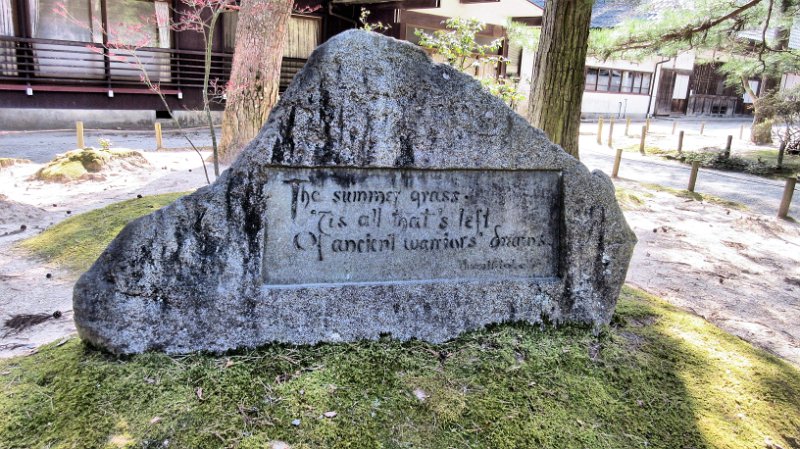 The summer grass
'Tis all that's left
Of ancient warriors' dreams.